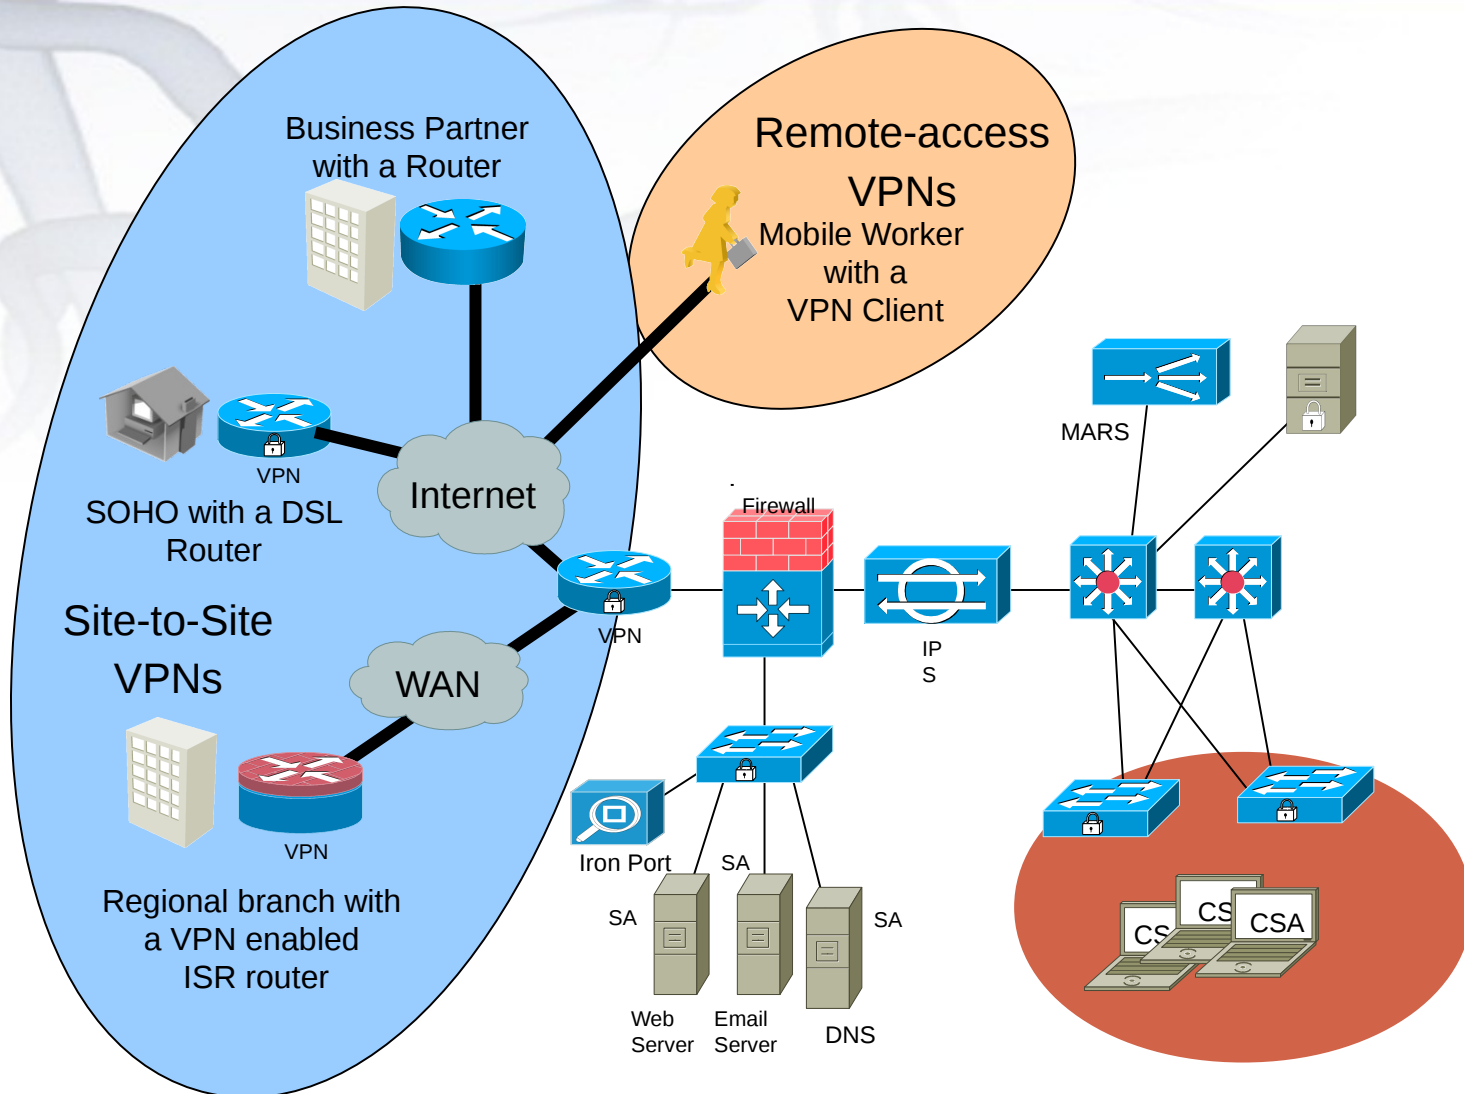 Business Partner
with a Router
Remote-access
VPNs
Mobile Worker
with a
VPN Client
MARS
VPN
SOHO with a DSL
Router
Internet
Firewall
Site-to-Site
VPNs
VPN
IP
S
WAN
VPN
Regional branch with
a VPN enabled
ISR router
Iron Port
SA
SA
SA
Web
Server
Email
Server
DNS
CS
CS
CSA